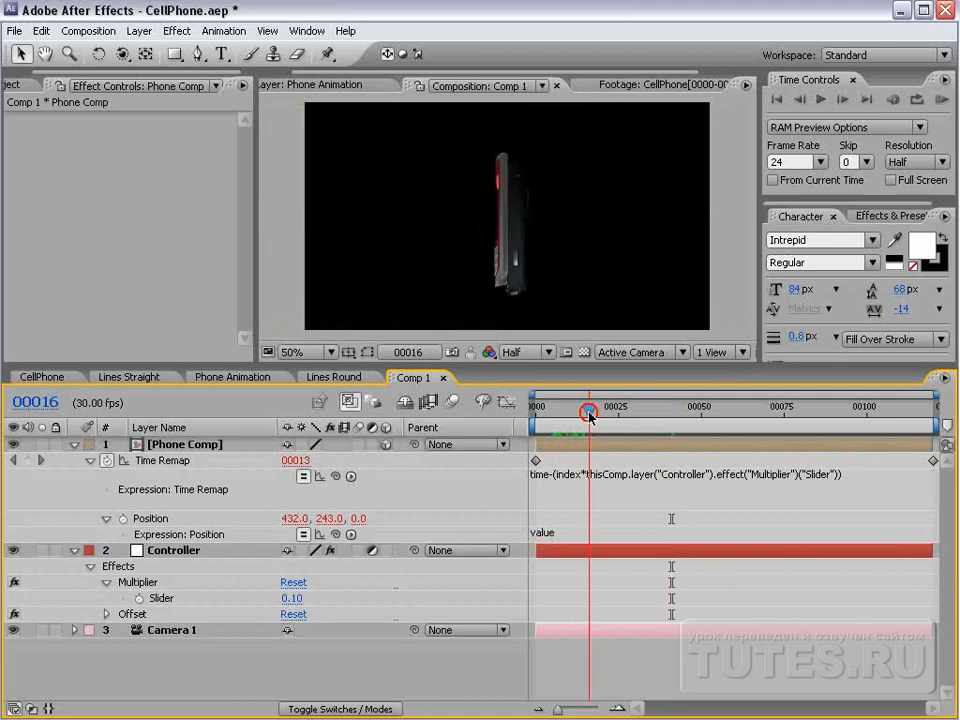 Adobe After Effects - CellPhone.aep *
File Edit Composition Layer Effect Animation View Window Help
Workspace: Standard
ject Effect Controls: Phone Comp
Comp 1 * Phone Comp
ayer: Phone Animation
Composition: Comp 1
Footage: CellPhone[0000-00
50% 00016 Half Active Camera 1 View
Time Controls
RAM Preview Options
Frame Rate Skip Resolution
24 0 Half
From Current Time Full Screen
Character Effects & Prese
Intrepid
Regular
84 px 68 px
Metrics -14
0.8 px Fill Over Stroke
CellPhone Lines Straight Phone Animation Lines Round Comp 1
00016 (30.00 fps)
0000 00025 00050 00075 00100
# Layer Name Parent
1 [Phone Comp] None
Time Remap 00013
time-(index*thisComp.layer("Controller").effect("Multiplier")("Slider"))
Expression: Time Remap
Position 432.0, 243.0, 0.0
Expression: Position value
2 Controller None
Effects
Multiplier Reset
Slider 0.10
Offset Reset
3 Camera 1 None
урок переведен и озвучен сайтом
TUTES.RU
Toggle Switches / Modes